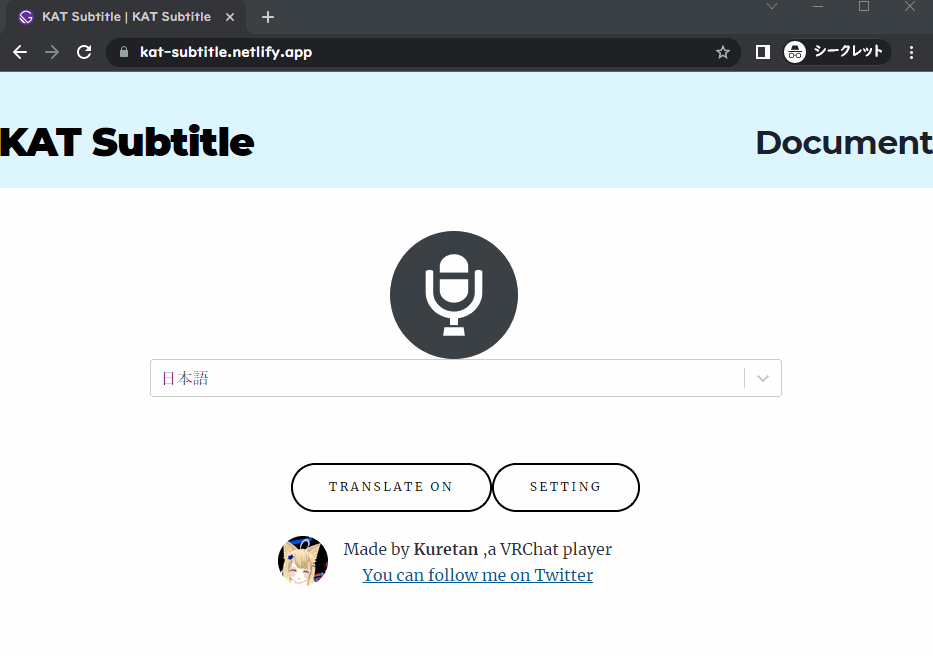 KAT Subtitle | KAT Subtitle
kat-subtitle.netlify.app
シークレット
KAT Subtitle
Document
日本語
TRANSLATE ON
SETTING
Made by Kuretan ,a VRChat player
You can follow me on Twitter